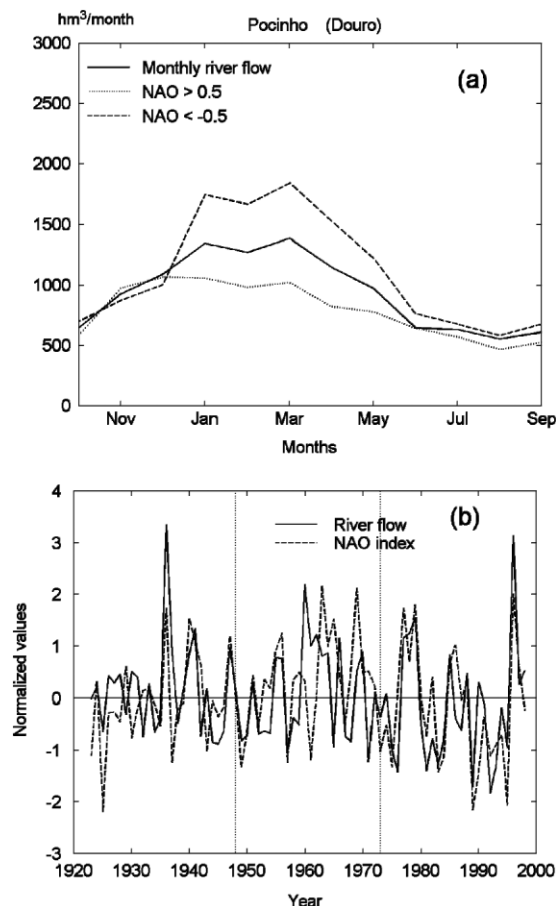 hm³/month
Pocinho (Douro)
3000
2500
2000
1500
1000
500
0
Monthly river flow
NAO > 0.5
NAO < -0.5
(a)
Nov Jan Mar May Jul Sep
Months
4
3
2
1
0
-1
-2
-3
Normalized values
River flow
NAO index
(b)
1920 1930 1940 1950 1960 1970 1980 1990 2000
Year